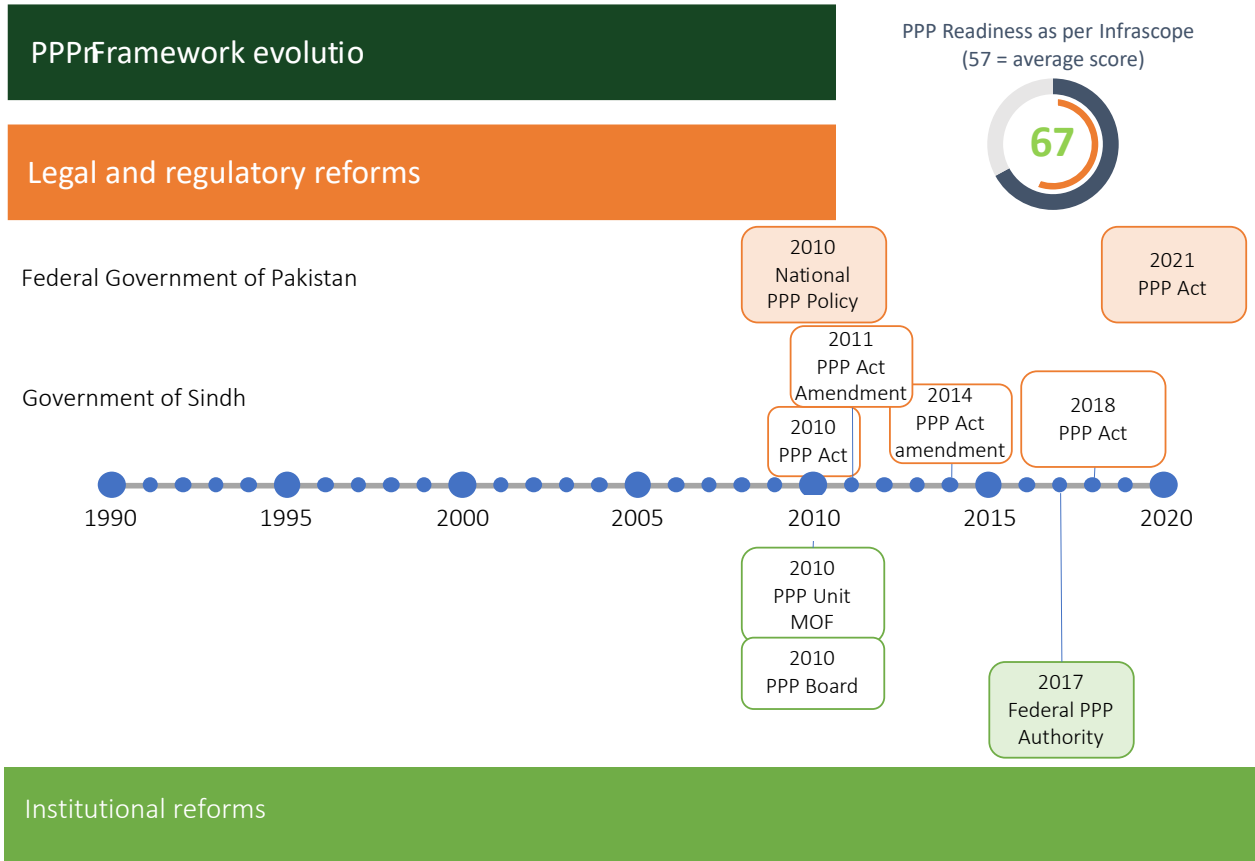 PPPnFramework evolutio
PPP Readiness as per Infrascope
(57 = average score)
67
Legal and regulatory reforms
Federal Government of Pakistan
2010
National
PPP Policy
2021
PPP Act
Government of Sindh
2011
PPP Act
Amendment
2010
PPP Act
2014
PPP Act
amendment
2018
PPP Act
1990
1995
2000
2005
2010
2015
2020
2010
PPP Unit
MOF
2010
PPP Board
2017
Federal PPP
Authority
Institutional reforms